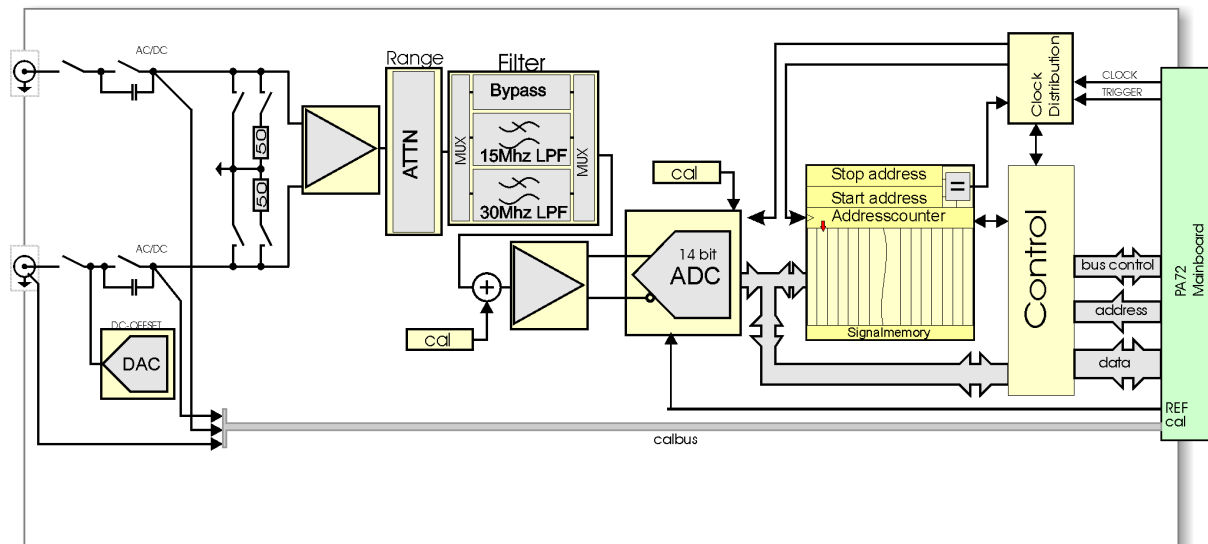 AC/DC
Range
Filter
Bypass
15Mhz LPF
30Mhz LPF
MUX
MUX
ATTN
50
50
cal
Stop address
Start address
Addresscounter
=
Signalmemory
Clock
Distribution
CLOCK
TRIGGER
Control
PA72
Mainboard
bus control
address
data
REF
cal
14 bit
ADC
+
cal
AC/DC
DC-OFFSET
DAC
calbus